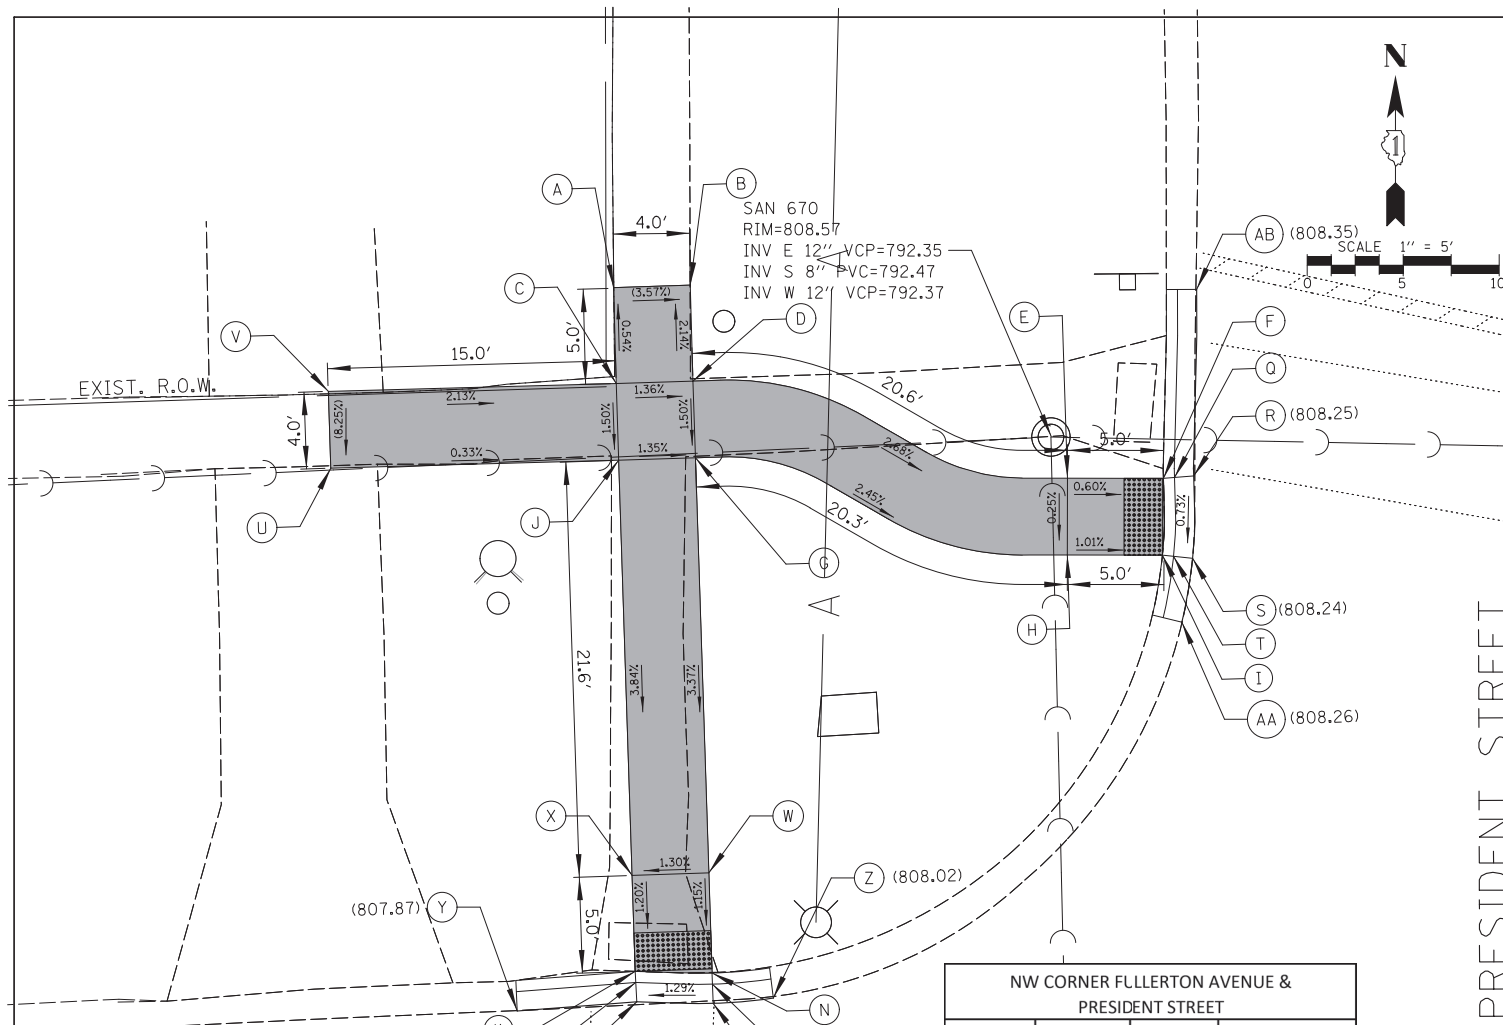 N
1
SCALE 1" = 5'
0 5 10
A
B
4.0'
SAN 670
RIM=808.57
INV E 12" VCP=792.35
INV S 8" PVC=792.47
INV W 12" VCP=792.37
A
AB (808.35)
C
(3.57%)
0.54%
2.14%
5.0'
D
E
F
V
15.0'
EXIST. R.O.W.
2.13%
1.36%
20.6'
Q
R (808.25)
(8.25%)
4.0'
1.50%
1.50%
0.33%
1.35%
2.68%
5.0'
2.45%
20.3'
0.25%
0.60%
1.01%
0.73%
U
J
G
5.0'
A
H
S (808.24)
T
I
AA (808.26)
21.6'
3.84%
3.37%
PRESIDENT STREET
X
W
1.30%
1.20%
1.15%
5.0'
Z (808.02)
(807.87) Y
1.29%
N
NW CORNER FULLERTON AVENUE &
PRESIDENT STREET